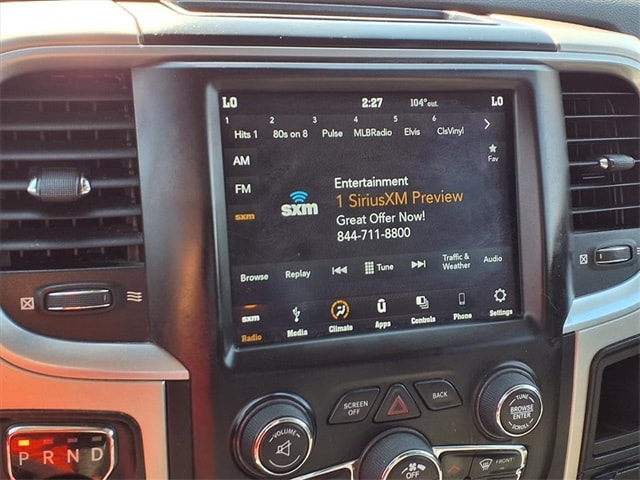 LO 2:27 104°out. LO
1 2 3 4 5 6
Hits 1 80s on 8 Pulse MLBRadio Elvis ClsVinyl
AM
Fav
FM
Entertainment
sxm
sxm
1 SiriusXM Preview
Great Offer Now!
844-711-8800
Browse Replay Tune Traffic & Weather Audio
sxm
Radio Media Climate Apps Controls Phone Settings
SCREEN OFF
BACK
VOLUME
TUNE
BROWSE
SCROLL
OFF
FRONT
P R N D